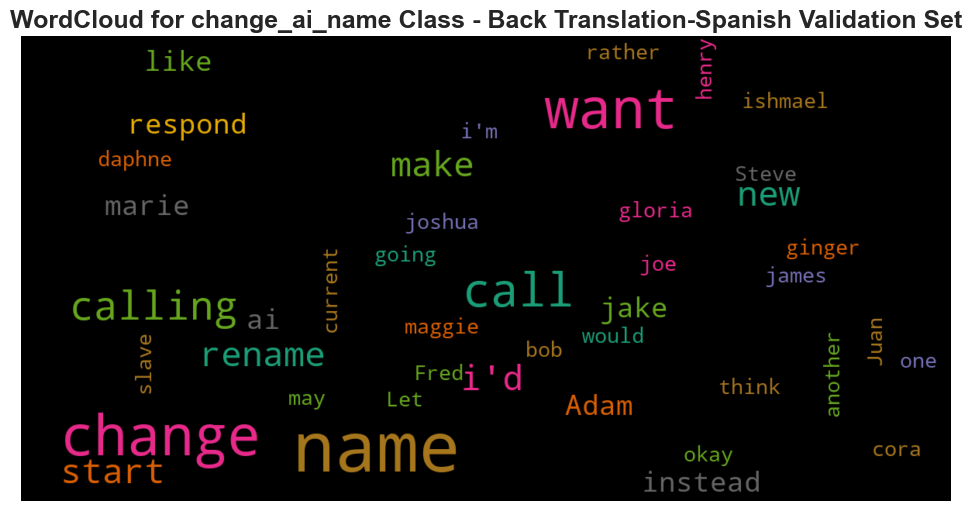 WordCloud for change_ai_name Class - Back Translation-Spanish Validation Set
like
rather
henry
want
ishmael
respond
i'm
daphne
make
Steve
new
marie
gloria
joshua
going
ginger
current
joe
james
calling
call
ai
jake
maggie
would
Juan
rename
bob
another
one
slave
Fred
i'd
think
may
Let
Adam
change
name
okay
cora
start
instead